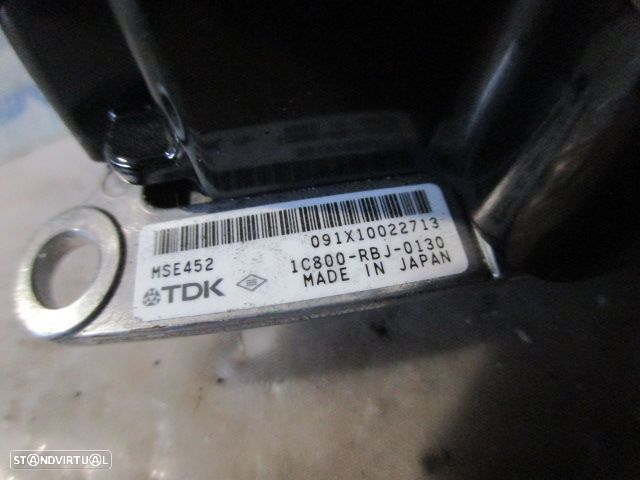 091X10022713
MSE452
1C800-RBJ-0130
TDK
MADE IN JAPAN
STANDVIRTUAL